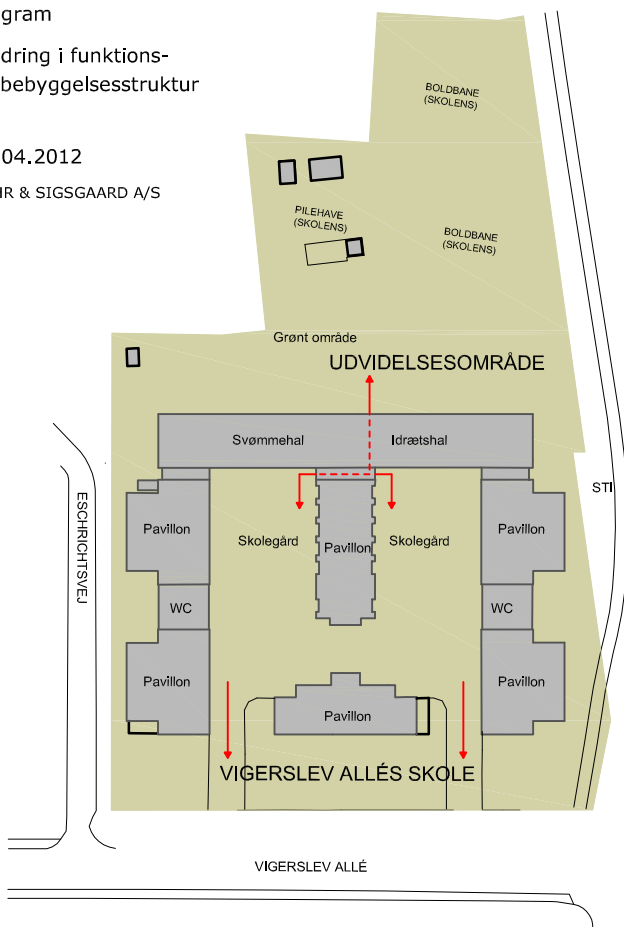 gram
dring i funktions-
bebyggelsesstruktur
04.2012
HR & SIGSGAARD A/S
BOLDBANE
(SKOLENS)
PILEHAVE
(SKOLENS)
BOLDBANE
(SKOLENS)
Grønt område
UDVIDELSESOMRÅDE
Svømmehal
Idrætshal
STI
ESCHRICHTSVEJ
Pavillon
Skolegård
Pavillon
Skolegård
Pavillon
WC
WC
Pavillon
Pavillon
Pavillon
VIGERSLEV ALLÉS SKOLE
VIGERSLEV ALLÉ